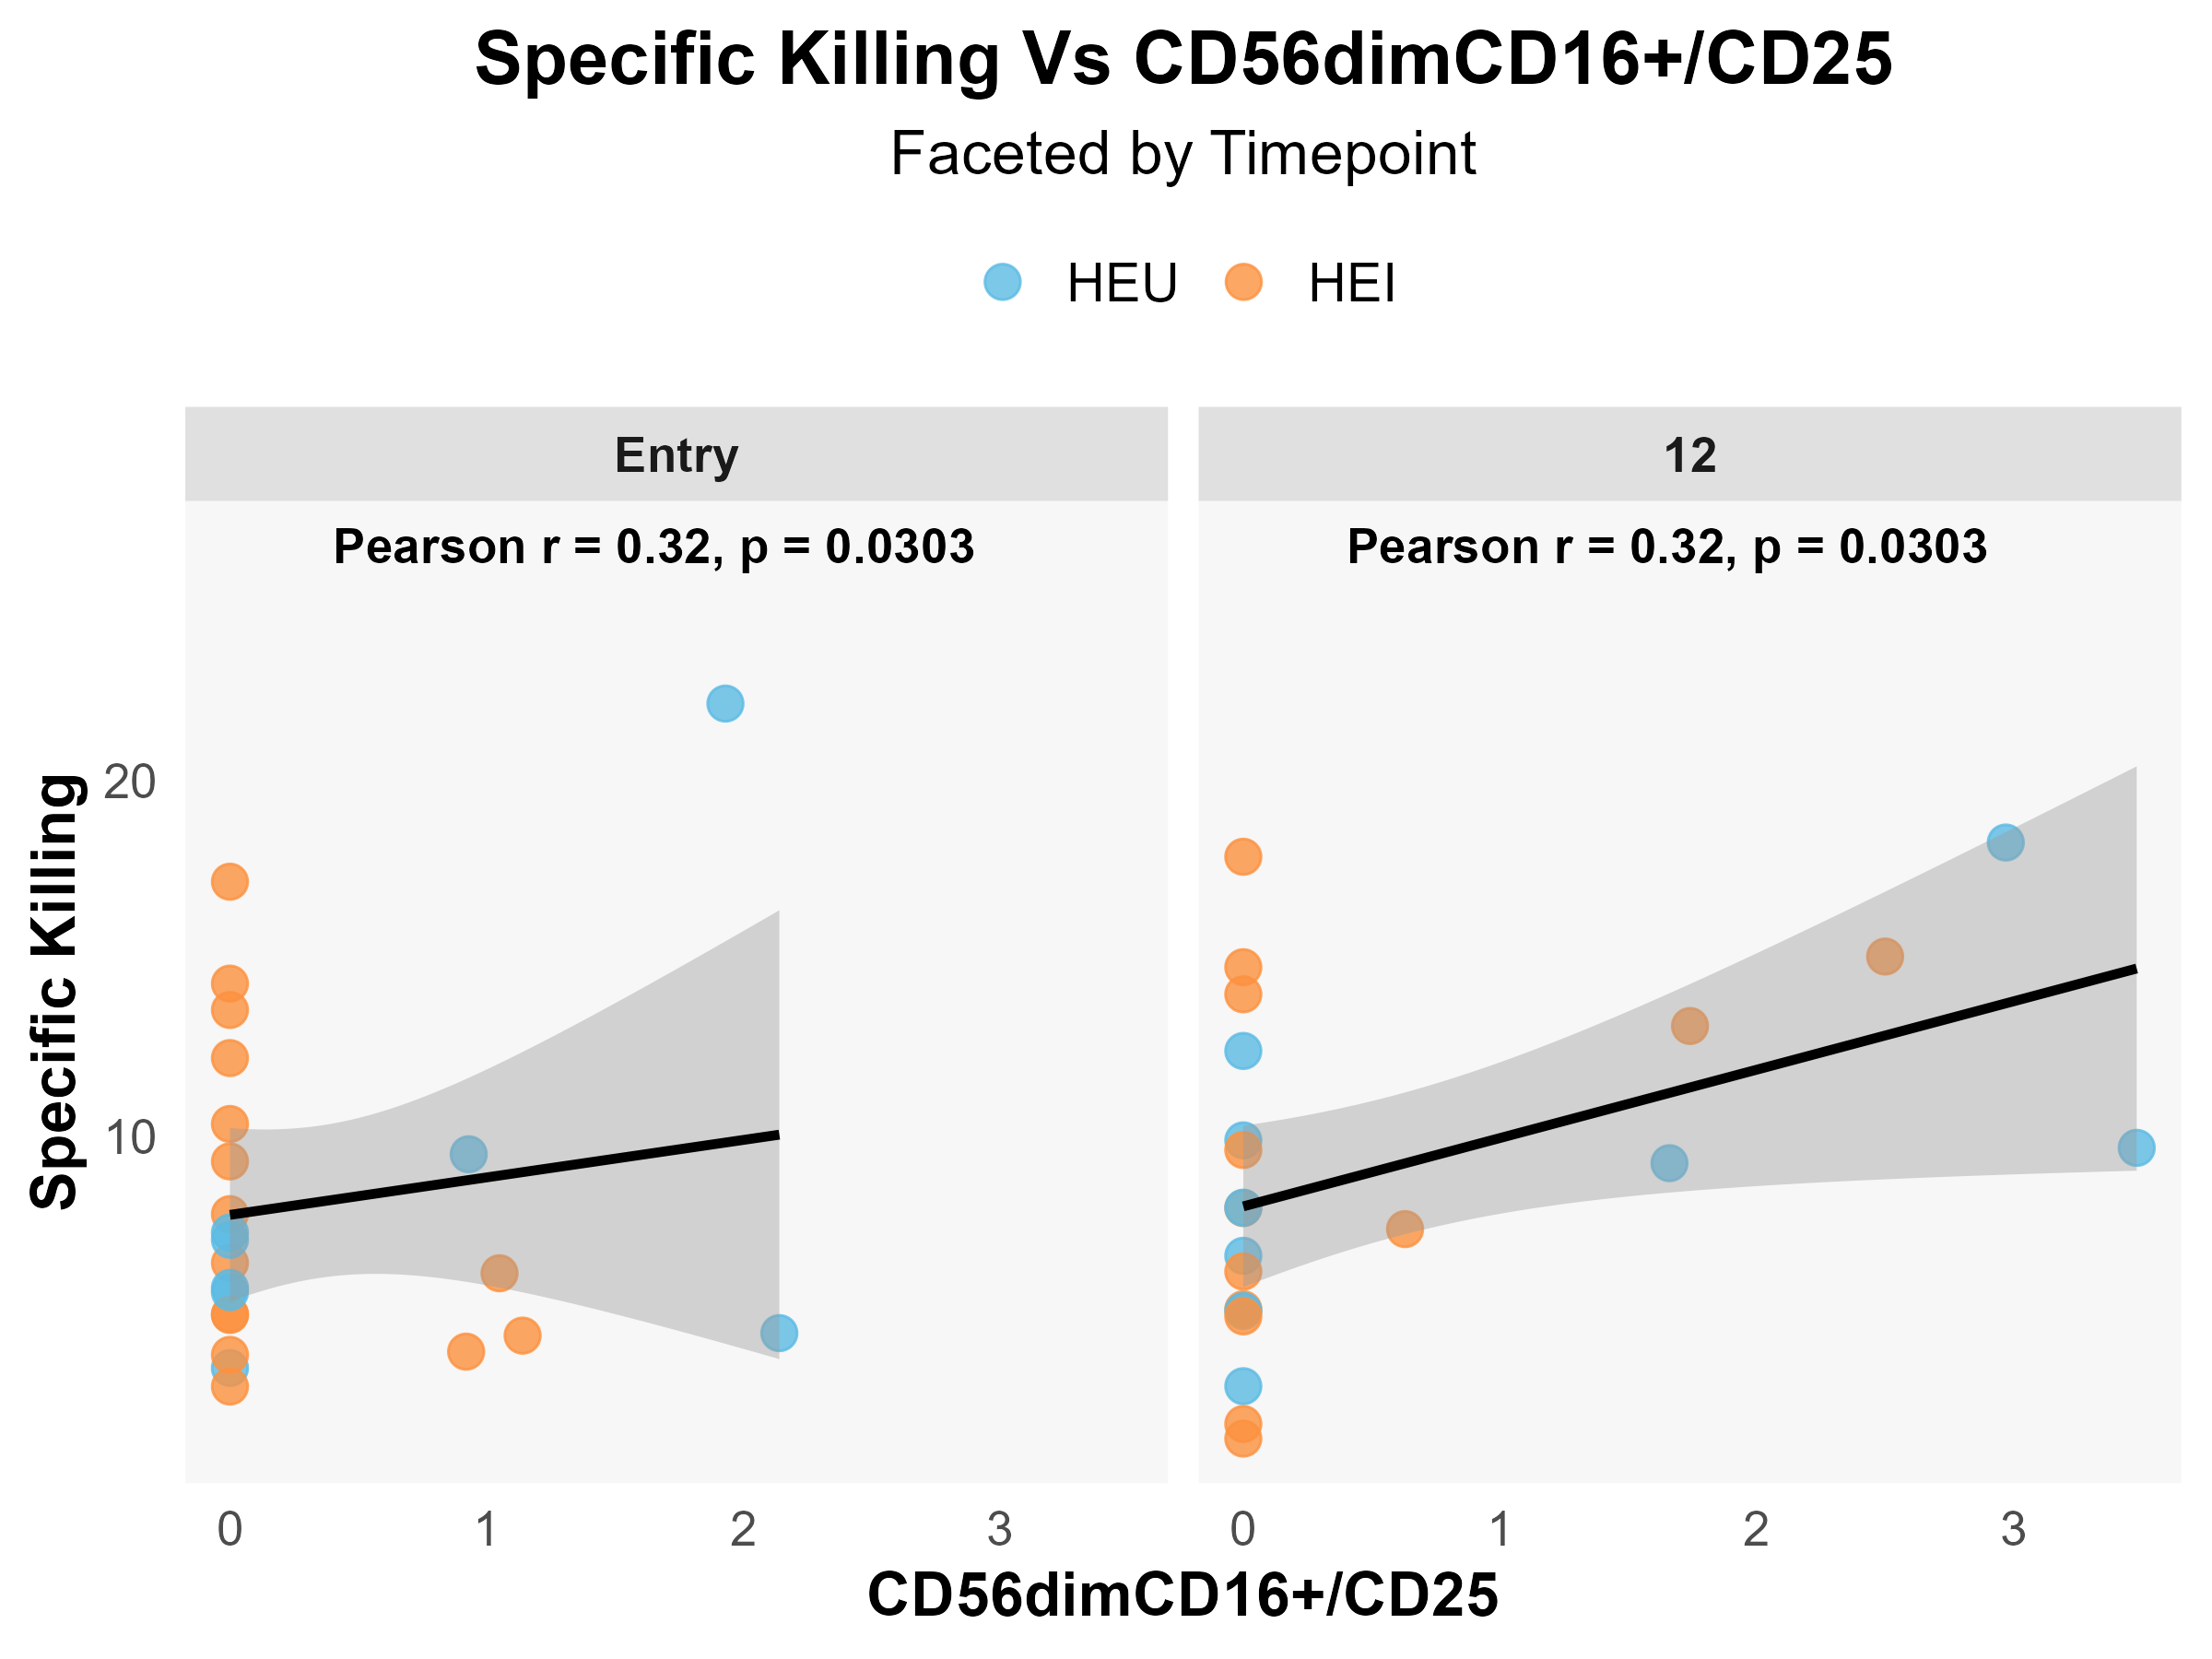 Specific Killing Vs CD56dimCD16+/CD25
Faceted by Timepoint
HEU HEI
Entry
12
Pearson r = 0.32, p = 0.0303
Pearson r = 0.32, p = 0.0303
Specific Killing
20
10
0 1 2 3
0 1 2 3
CD56dimCD16+/CD25